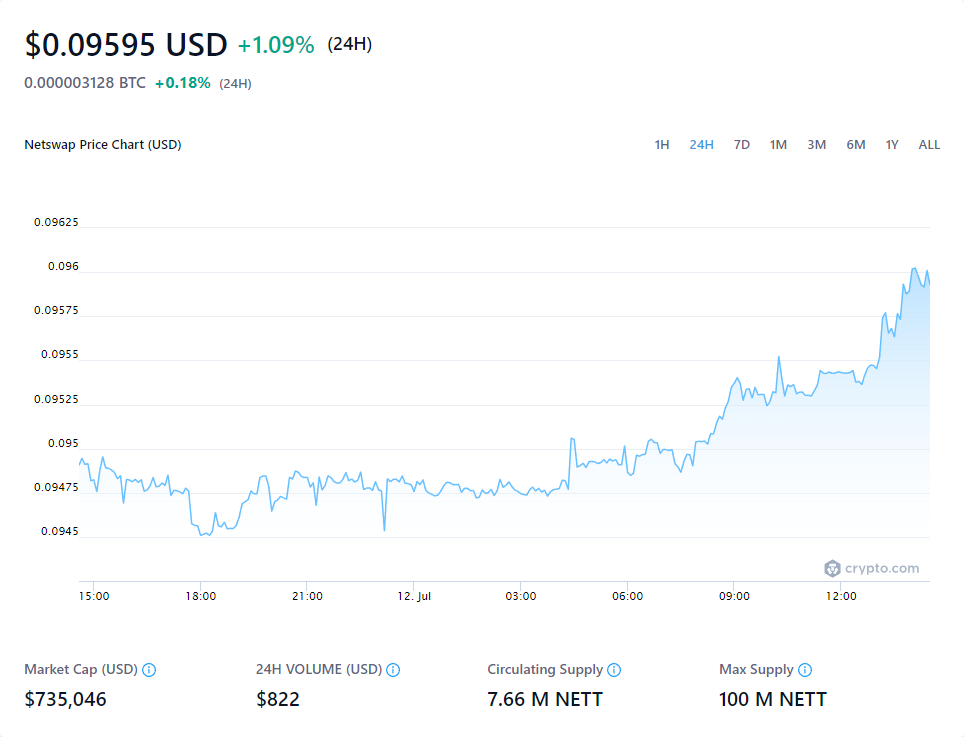 $0.09595 USD +1.09% (24H)
0.000003128 BTC +0.18% (24H)
Netswap Price Chart (USD) 1H 24H 7D 1M 3M 6M 1Y ALL
0.09625
0.096
0.09575
0.0955
0.09525
0.095
0.09475
0.0945
crypto.com
15:00 18:00 21:00 12. Jul 03:00 06:00 09:00 12:00
Market Cap (USD) 24H VOLUME (USD) Circulating Supply Max Supply
$735,046 $822 7.66 M NETT 100 M NETT